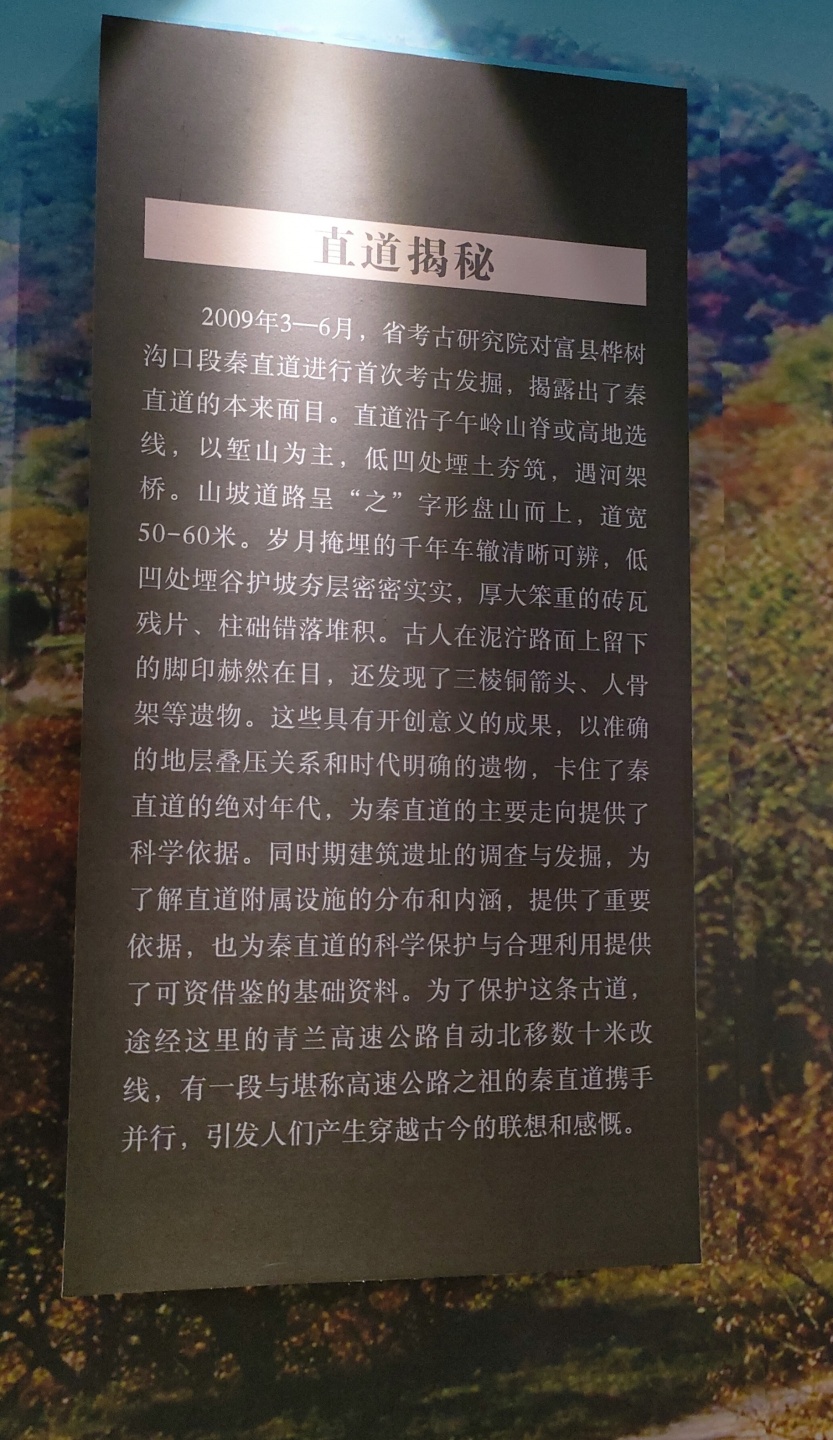 直道揭秘
2009年3—6月，省考古研究院对富县桦树
沟口段秦直道进行首次考古发掘，揭露出了秦
直道的本来面目。直道沿子午岭山脊或高地选
线，以堑山为主，低凹处堙土夯筑，遇河架
桥。山坡道路呈“之”字形盘山而上，道宽
50-60米。岁月掩埋的千年车辙清晰可辨，低
凹处堙谷护坡夯层密密实实，厚大笨重的砖瓦
残片、柱础错落堆积。古人在泥泞路面上留下
的脚印赫然在目，还发现了三棱铜箭头、人骨
架等遗物。这些具有开创意义的成果，以准确
的地层叠压关系和时代明确的遗物，卡住了秦
直道的绝对年代，为秦直道的主要走向提供了
科学依据。同时期建筑遗址的调查与发掘，为
了解直道附属设施的分布和内涵，提供了重要
依据，也为秦直道的科学保护与合理利用提供
了可资借鉴的基础资料。为了保护这条古道，
途经这里的青兰高速公路自动北移数十米改
线，有一段与堪称高速公路之祖的秦直道携手
并行，引发人们产生穿越古今的联想和感慨。